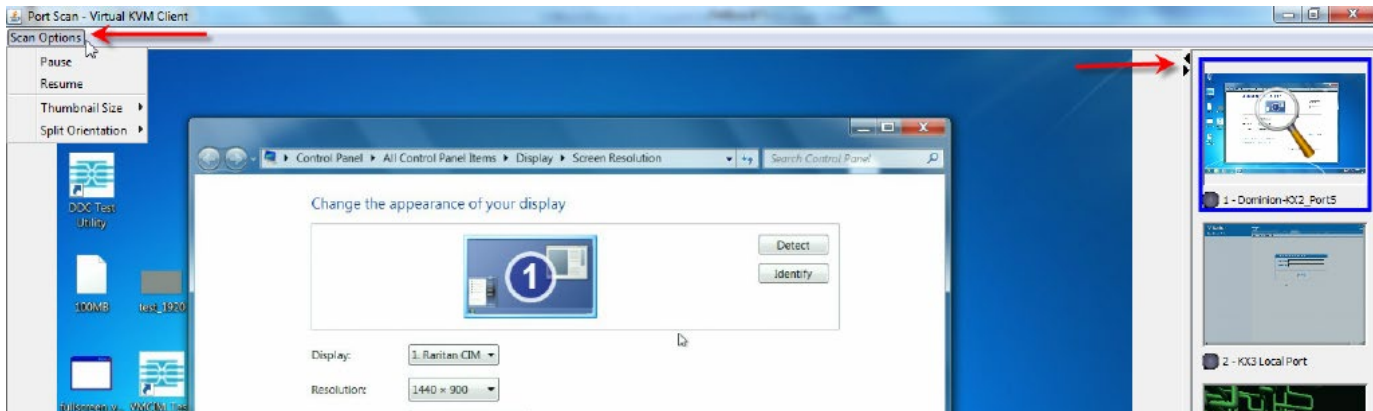 Port Scan - Virtual KVM Client
Scan Options
Pause
Resume
Thumbnail Size
Split Orientation
Control Panel All Control Panel Items Display Screen Resolution
Search Control Panel
Change the appearance of your display
1
Detect
Identify
Display: 1. Raritan CIM
Resolution: 1440 × 900
DDC Test
Utility
100MB test_1920
1 - Dominion-KX2_Port5
2 - KX3 Local Port